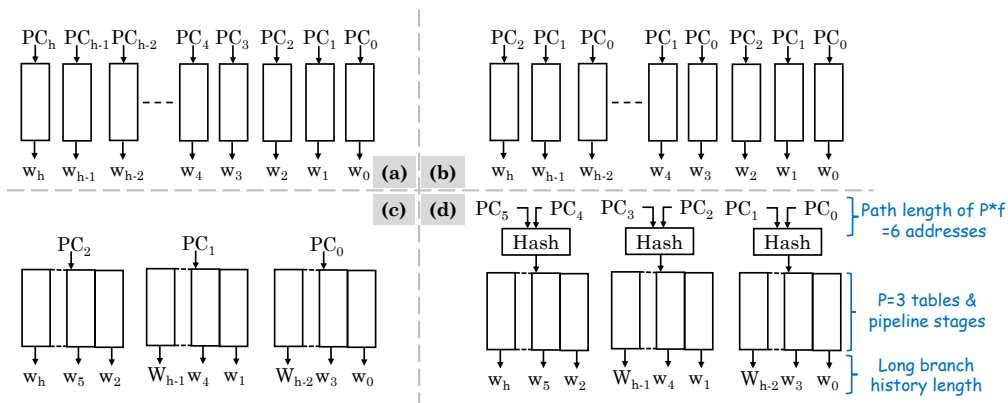 PC_h PC_h-1 PC_h-2 PC_4 PC_3 PC_2 PC_1 PC_0
w_h w_h-1 w_h-2 w_4 w_3 w_2 w_1 w_0
(a)
PC_2 PC_1 PC_0 PC_1 PC_0 PC_2 PC_1 PC_0
w_h w_h-1 w_h-2 w_4 w_3 w_2 w_1 w_0
(b)
(c)
PC_2 PC_1 PC_0
w_h w_5 w_2 W_h-1 w_4 w_1 W_h-2 w_3 w_0
(d)
PC_5 PC_4 PC_3 PC_2 PC_1 PC_0
Hash Hash Hash
w_h w_5 w_2 W_h-1 w_4 w_1 W_h-2 w_3 w_0
Path length of P*f
=6 addresses
P=3 tables &
pipeline stages
Long branch
history length